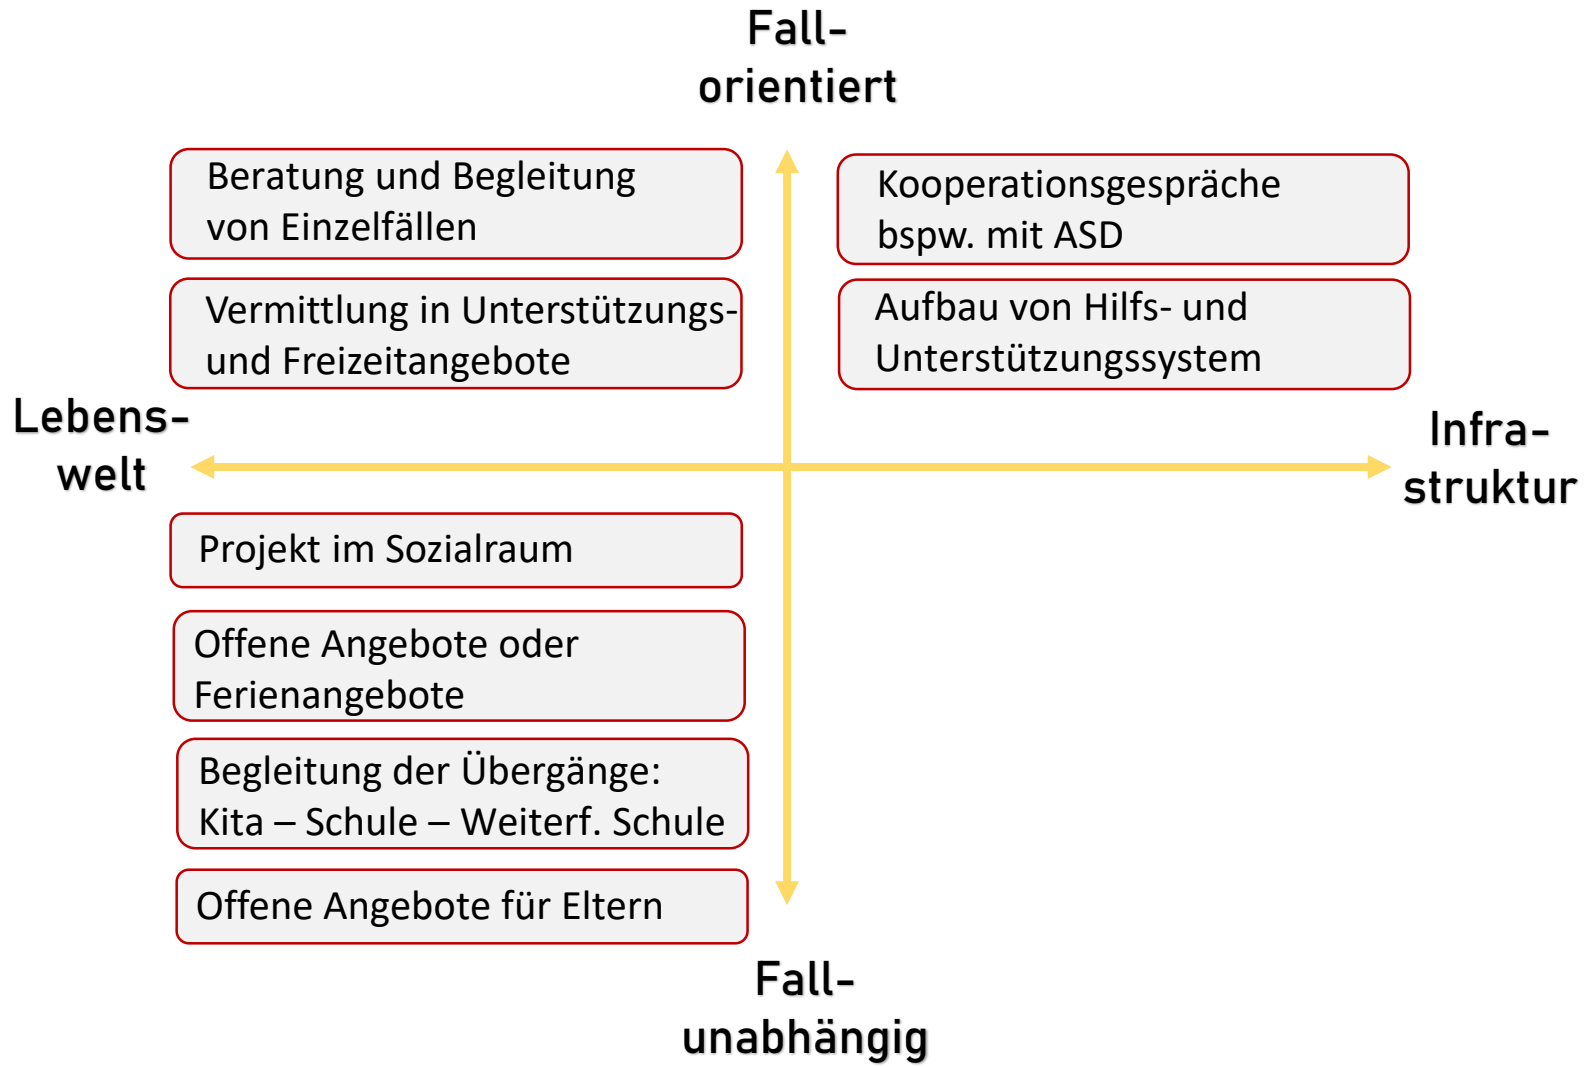 Fall-
orientiert
Beratung und Begleitung
von Einzelfällen
Kooperationsgespräche
bspw. mit ASD
Vermittlung in Unterstützungs-
und Freizeitangebote
Aufbau von Hilfs- und
Unterstützungssystem
Lebens-
welt
Infra-
struktur
Projekt im Sozialraum
Offene Angebote oder
Ferienangebote
Begleitung der Übergänge:
Kita – Schule – Weiterf. Schule
Offene Angebote für Eltern
Fall-
unabhängig